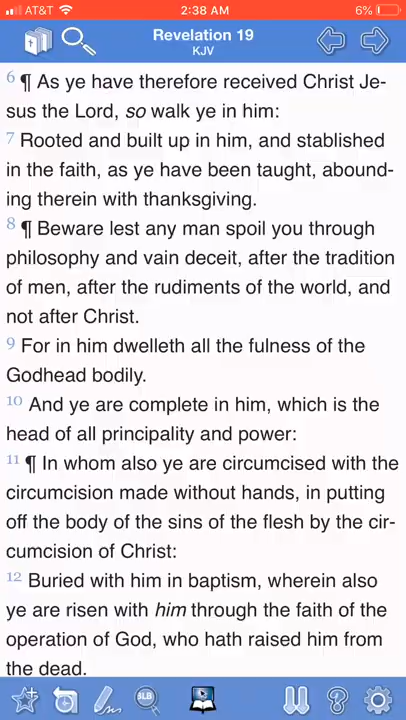 AT&T 2:38 AM 6%
Revelation 19
KJV
6 ¶ As ye have therefore received Christ Je-
sus the Lord, so walk ye in him:
7 Rooted and built up in him, and stablished
in the faith, as ye have been taught, abound-
ing therein with thanksgiving.
8 ¶ Beware lest any man spoil you through
philosophy and vain deceit, after the tradition
of men, after the rudiments of the world, and
not after Christ.
9 For in him dwelleth all the fulness of the
Godhead bodily.
10 And ye are complete in him, which is the
head of all principality and power:
11 ¶ In whom also ye are circumcised with the
circumcision made without hands, in putting
off the body of the sins of the flesh by the cir-
cumcision of Christ:
12 Buried with him in baptism, wherein also
ye are risen with him through the faith of the
operation of God, who hath raised him from
the dead.
BLB ?